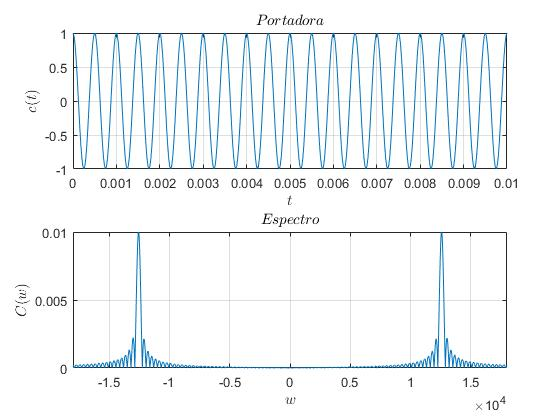 Portadora
1
0.5
0
-0.5
-1
c(t)
0 0.001 0.002 0.003 0.004 0.005 0.006 0.007 0.008 0.009 0.01
t
Espectro
0.01
0.005
0
C(w)
-1.5 -1 -0.5 0 0.5 1 1.5
w
×10⁴